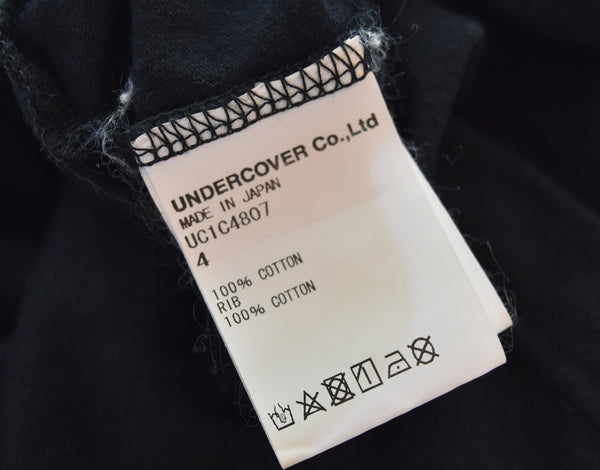 UNDERCOVER Co.,Ltd
MADE IN JAPAN
UC1C4807
4
100% COTTON
RIB
100% COTTON